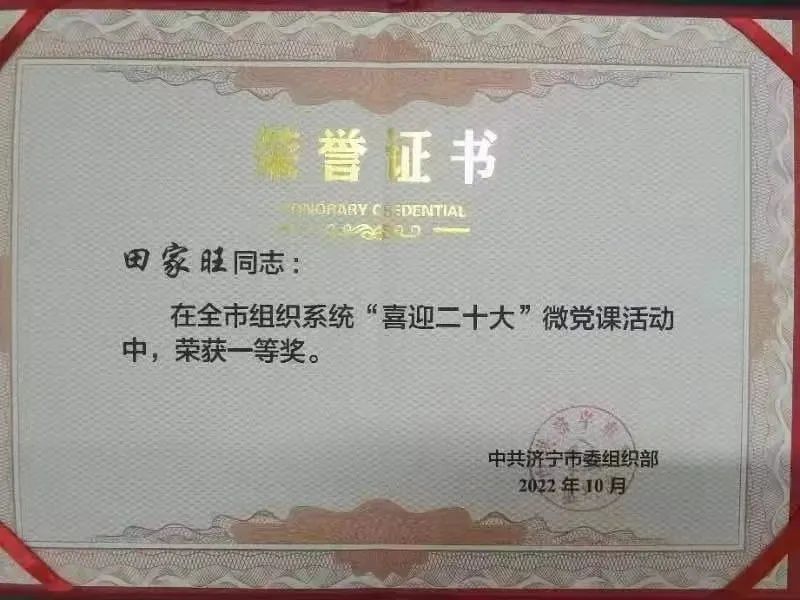 荣誉证书
HONORARY CREDENTIAL
田家旺同志：
在全市组织系统“喜迎二十大”微党课活动
中，荣获一等奖。
中共济宁市委组织部
2022年10月